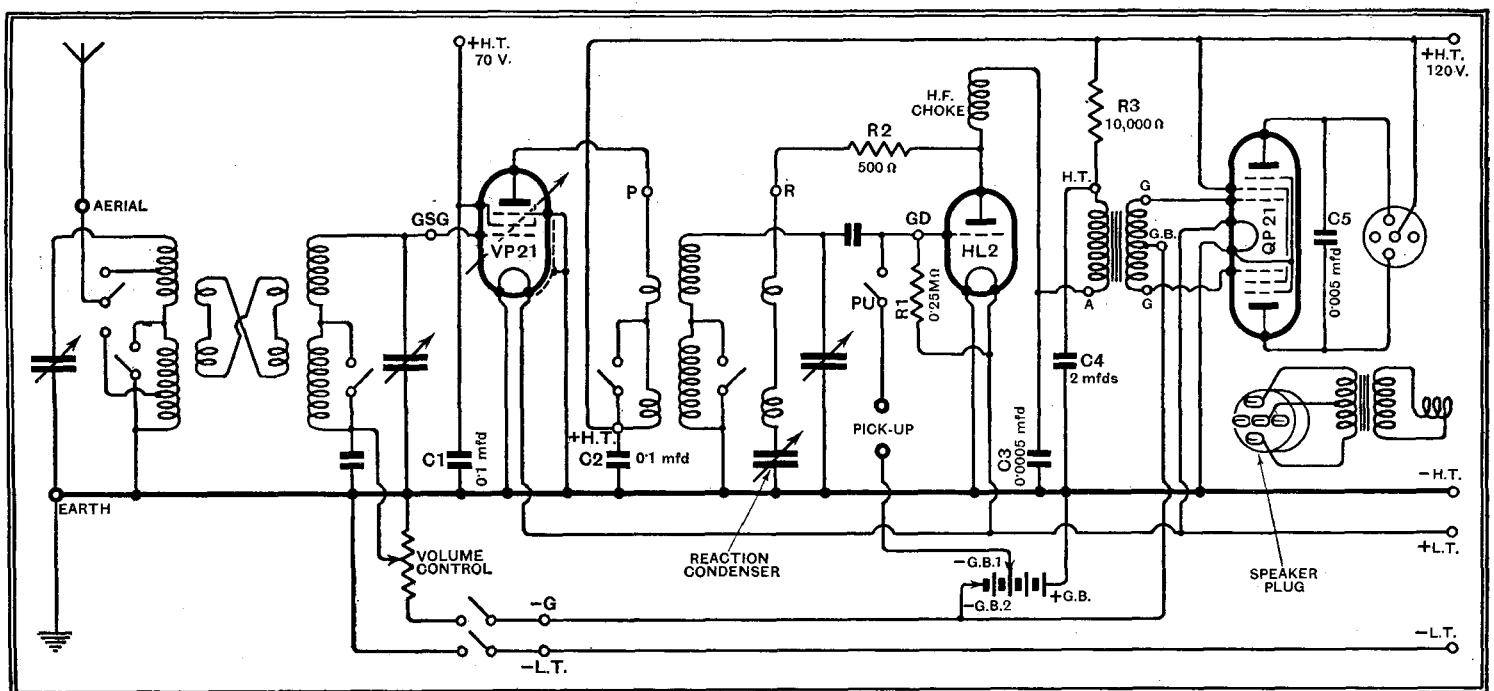 +H.T.
70 V.
+H.T.
120 V.
H.F.
CHOKE
R3
10,000 Ω
R2
500 Ω
AERIAL
GSG
VP21
P
R
GD
HL2
H.T.
G
G.B.
G
A
QP21
C5
0·005 mfd
PU
R1
0·25MΩ
C4
2 mfds
C1
0·1 mfd
+H.T.
C2
0·1 mfd
PICK-UP
C3
0·0005 mfd
EARTH
-H.T.
VOLUME
CONTROL
REACTION
CONDENSER
-G.B.1
-G.B.2
+G.B.
SPEAKER
PLUG
+L.T.
-G
-L.T.
-L.T.